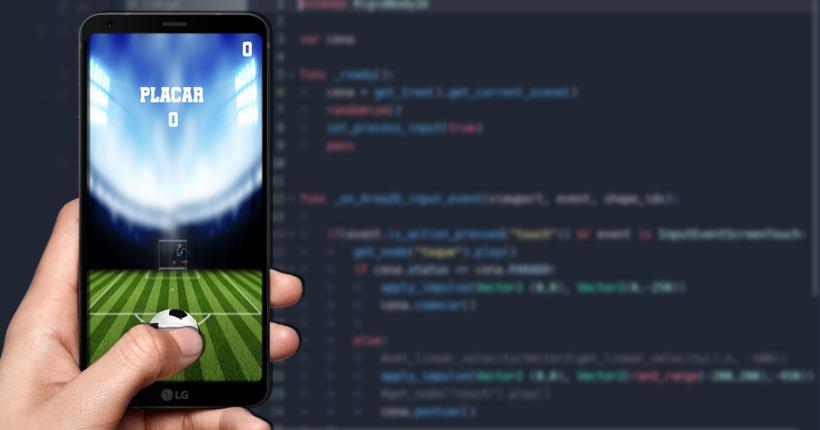 0
PLACAR
0
LG
extends RigidBody2D
var cena
func _ready():
cena = get_tree().get_current_scene()
randomize()
set_process_input(true)
pass
func _on_Area2D_input_event(viewport, event, shape_idx):
if(event.is_action_pressed("touch")) or event is InputEventScreenTouch:
get_node("toque").play()
if cena.status == cena.PARADO:
apply_impulse(Vector2 (0,0), Vector2(0,-250))
cena.comecar()
else:
apply_impulse(Vector2 (0,0), Vector2(rand_range(-200,200),-450))
#get_node("touch").play()
cena.pontuar()